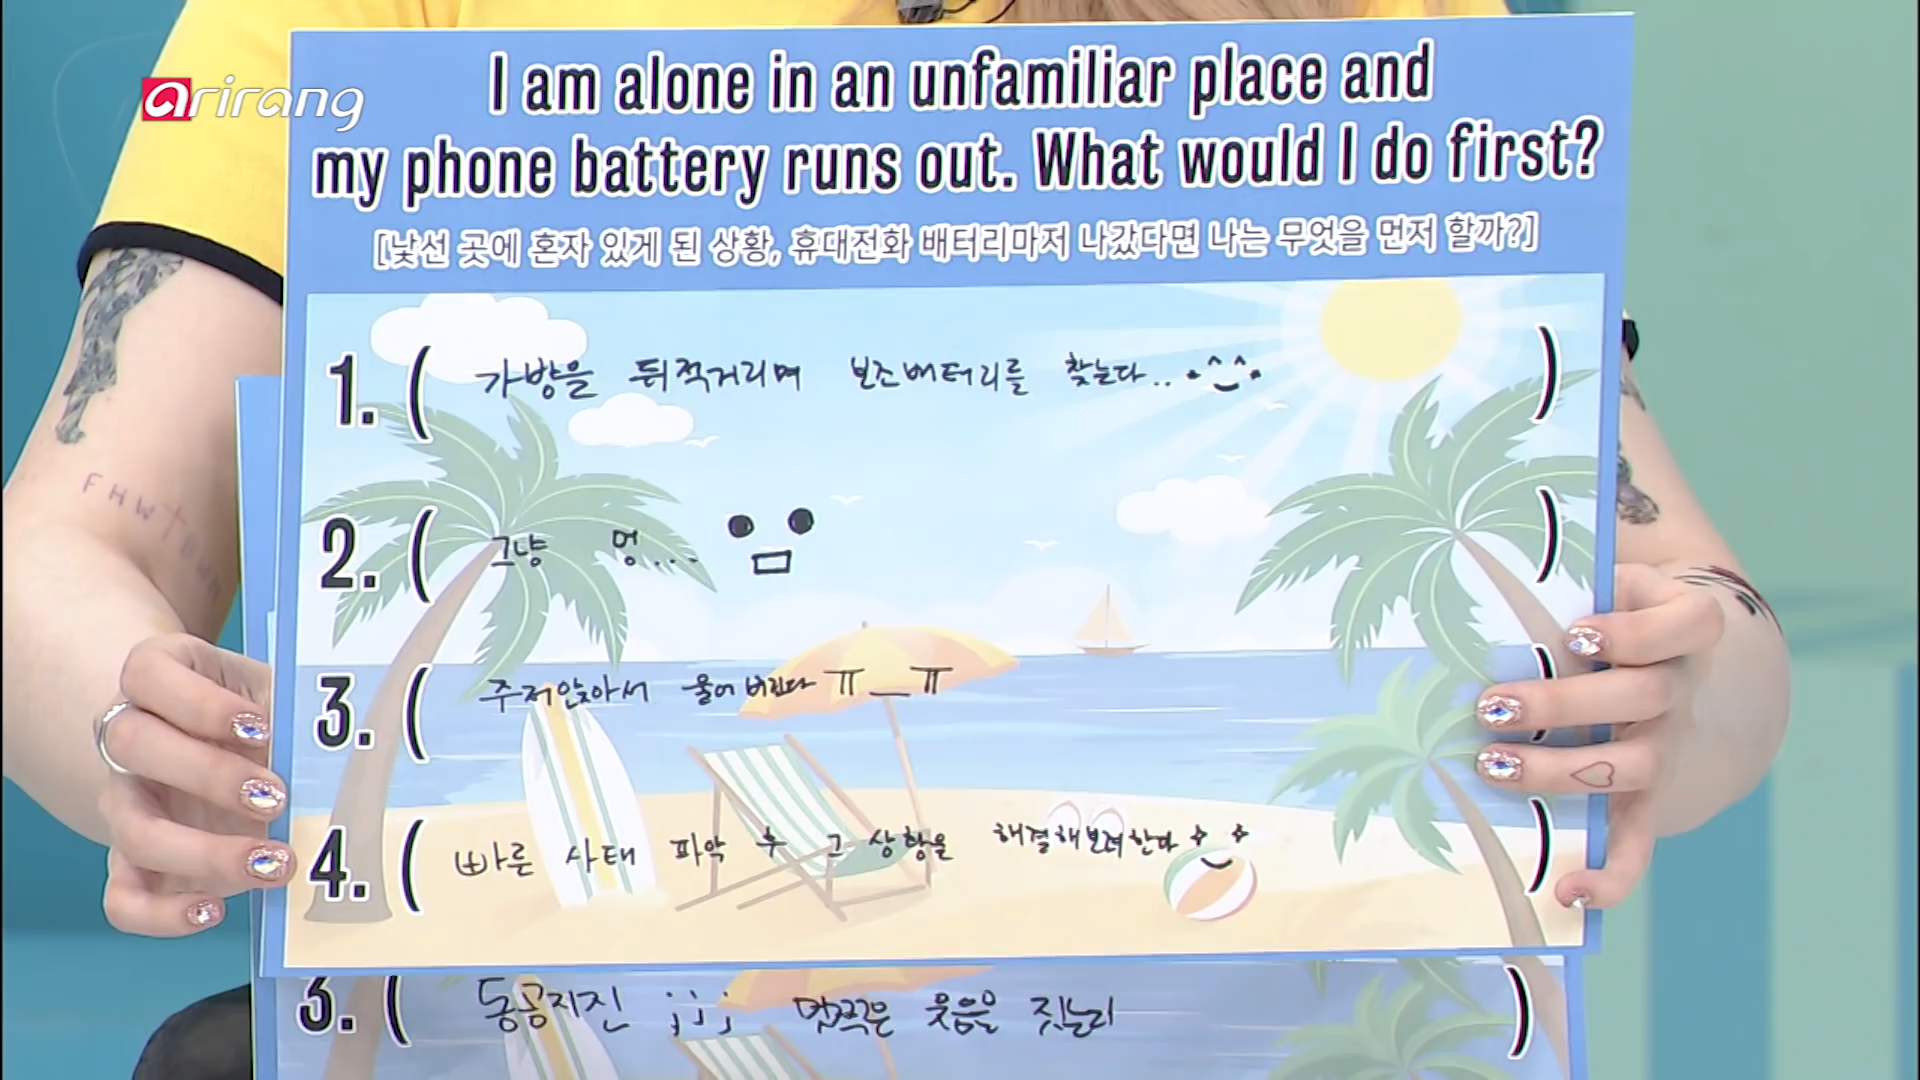 arirang
I am alone in an unfamiliar place and
my phone battery runs out. What would I do first?
[낯선 곳에 혼자 있게 된 상황, 휴대전화 배터리마저 나갔다면 나는 무엇을 먼저 할까?]
1. ( 가방을 뒤적거리며 보조배터리를 찾는다.. )
2. ( 그냥 멍... )
3. ( 주저앉아서 울어버린다 ㅠ_ㅠ )
4. ( 빠른 사태 파악 후 그 상황을 해결해보려한다 )
3. ( 동공지진 ;;; 멋쩍은 웃음을 짓는다 )
FHWT